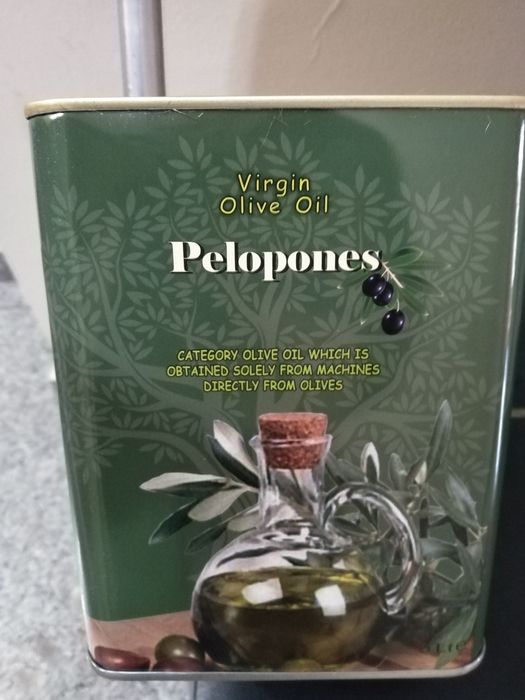 Virgin
Olive Oil
Pelopones
CATEGORY OLIVE OIL WHICH IS
OBTAINED SOLELY FROM MACHINES
DIRECTLY FROM OLIVES